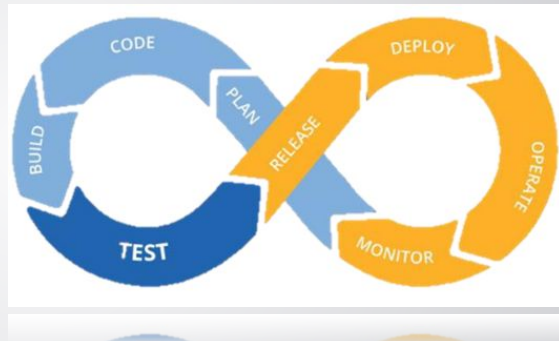 PLAN
CODE
BUILD
TEST
RELEASE
DEPLOY
OPERATE
MONITOR